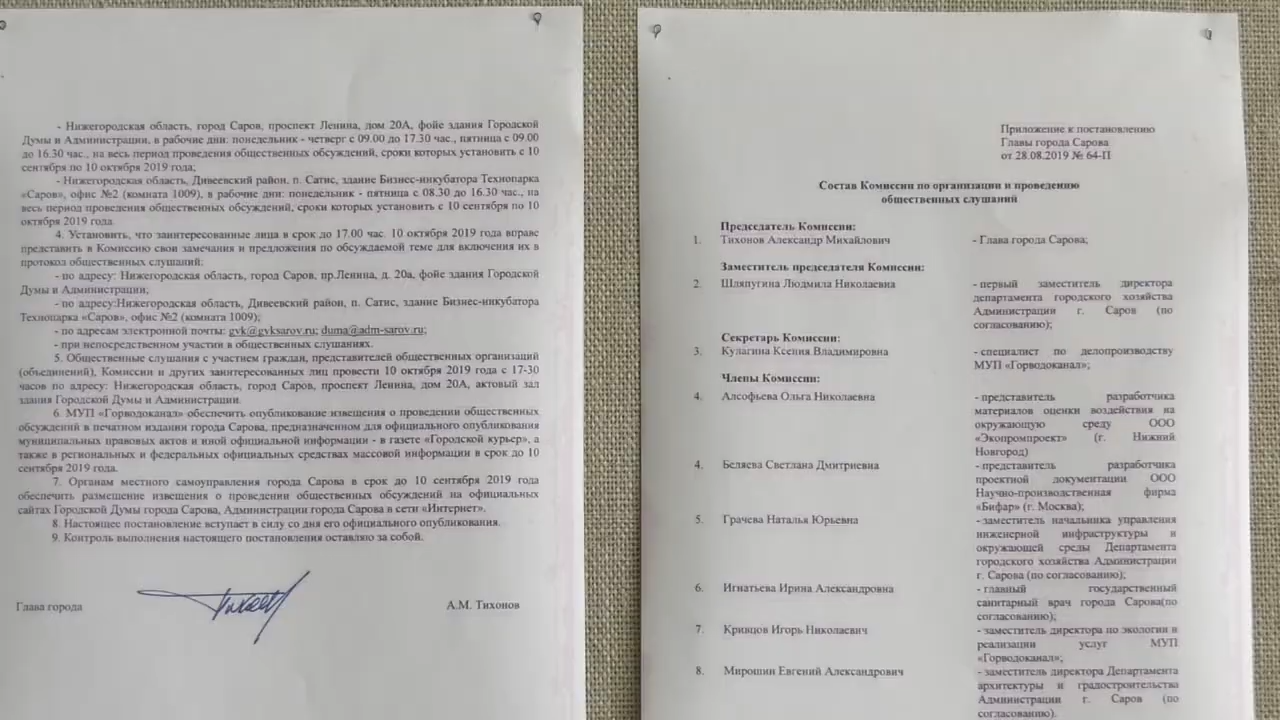 - Нижегородская область, город Саров, проспект Ленина, дом 20А, фойе здания Городской
Думы и Администрации, в рабочие дни: понедельник - четверг с 09.00 до 17.30 час., пятница с 09.00
до 16.30 час., на весь период проведения общественных обсуждений, сроки которых установить с 10
сентября по 10 октября 2019 года;
- Нижегородская область, Дивеевский район, п. Сатис, здание Бизнес-инкубатора Технопарка
«Саров», офис №2 (комната 1009), в рабочие дни: понедельник - пятница с 08.30 до 16.30 час., на
весь период проведения общественных обсуждений, сроки которых установить с 10 сентября по 10
октября 2019 года.
4. Установить, что заинтересованные лица в срок до 17.00 час. 10 октября 2019 года вправе
представить в Комиссию свои замечания и предложения по обсуждаемой теме для включения их в
протокол общественных слушаний:
- по адресу: Нижегородская область, город Саров, пр.Ленина, д. 20а, фойе здания Городской
Думы и Администрации;
- по адресу:Нижегородская область, Дивеевский район, п. Сатис, здание Бизнес-инкубатора
Технопарка «Саров», офис №2 (комната 1009);
- по адресам электронной почты: gvk@gvksarov.ru; duma@adm-sarov.ru;
- при непосредственном участии в общественных слушаниях.
5. Общественные слушания с участием граждан, представителей общественных организаций
(объединений), Комиссии и других заинтересованных лиц провести 10 октября 2019 года с 17-30
часов по адресу: Нижегородская область, город Саров, проспект Ленина, дом 20А, актовый зал
здания Городской Думы и Администрации.
6. МУП «Горводоканал» обеспечить опубликование извещения о проведении общественных
обсуждений в печатном издании города Сарова, предназначенном для официального опубликования
муниципальных правовых актов и иной официальной информации - в газете «Городской курьер», а
также в региональных и федеральных официальных средствах массовой информации в срок до 10
сентября 2019 года.
7. Органам местного самоуправления города Сарова в срок до 10 сентября 2019 года
обеспечить размещение извещения о проведении общественных обсуждений на официальных
сайтах Городской Думы города Сарова, Администрации города Сарова в сети «Интернет».
8. Настоящее постановление вступает в силу со дня его официального опубликования.
9. Контроль выполнения настоящего постановления оставляю за собой.
Глава города А.М. Тихонов
Приложение к постановлению
Главы города Сарова
от 28.08.2019 № 64-П
Состав Комиссии по организации и проведению
общественных слушаний
Председатель Комиссии:
1. Тихонов Александр Михайлович - Глава города Сарова;
Заместитель председателя Комиссии:
2. Шляпугина Людмила Николаевна - первый заместитель директора
департамента городского хозяйства
Администрации г. Саров (по
согласованию);
Секретарь Комиссии:
3. Кулагина Ксения Владимировна - специалист по делопроизводству
МУП «Горводоканал»;
Члены Комиссии:
4. Алсофьева Ольга Николаевна - представитель разработчика
материалов оценки воздействия на
окружающую среду ООО
«Экопромпроект» (г. Нижний
Новгород)
4. Беляева Светлана Дмитриевна - представитель разработчика
проектной документации ООО
Научно-производственная фирма
«Бифар» (г. Москва);
5. Грачева Наталья Юрьевна - заместитель начальника управления
инженерной инфраструктуры и
окружающей среды Департамента
городского хозяйства Администрации
г. Сарова (по согласованию);
6. Игнатьева Ирина Александровна - главный государственный
санитарный врач города Сарова(по
согласованию);
7. Кривцов Игорь Николаевич - заместитель директора по экологии и
реализации услуг МУП
«Горводоканал»;
8. Мирошин Евгений Александрович - заместитель директора Департамента
архитектуры и градостроительства
Администрации г. Саров (по
согласованию).